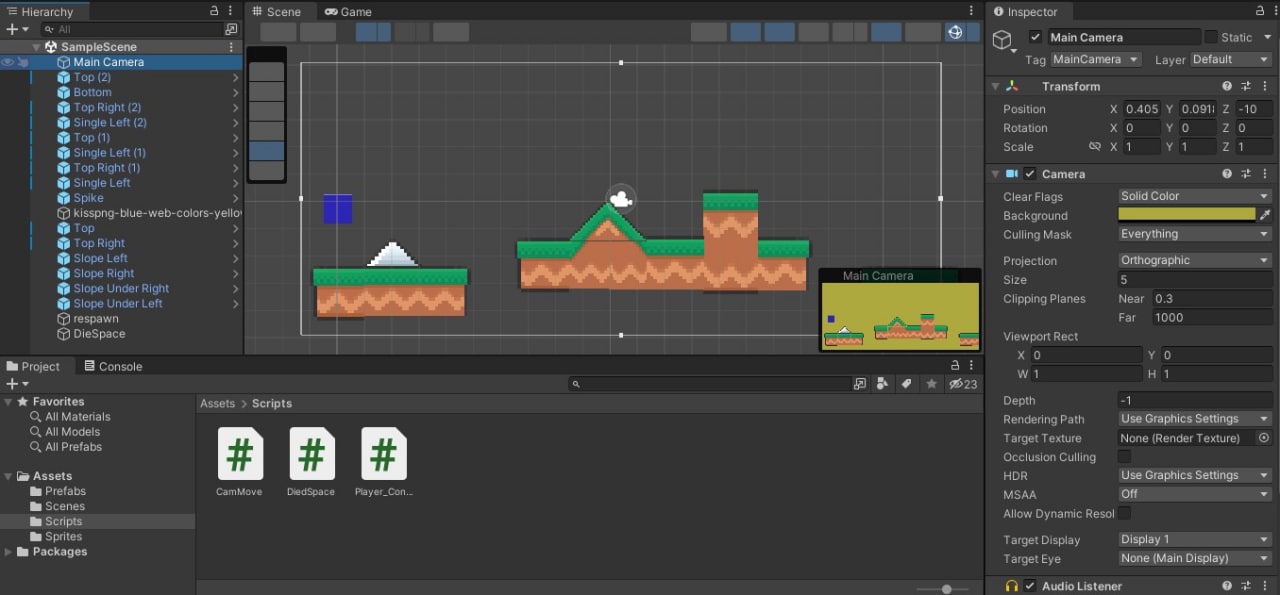 Hierarchy
All
SampleScene
Main Camera
Top (2)
Bottom
Top Right (2)
Single Left (2)
Top (1)
Single Left (1)
Top Right (1)
Single Left
Spike
kisspng-blue-web-colors-yello
Top
Top Right
Slope Left
Slope Right
Slope Under Right
Slope Under Left
respawn
DieSpace
Scene Game
Main Camera
Inspector
Main Camera Static
Tag MainCamera Layer Default
Transform
Position X 0.405 Y 0.0918 Z -10
Rotation X 0 Y 0 Z 0
Scale X 1 Y 1 Z 1
Camera
Clear Flags Solid Color
Background
Culling Mask Everything
Projection Orthographic
Size 5
Clipping Planes Near 0.3
Far 1000
Viewport Rect
X 0 Y 0
W 1 H 1
Depth -1
Rendering Path Use Graphics Settings
Target Texture None (Render Texture)
Occlusion Culling
HDR Use Graphics Settings
MSAA Off
Allow Dynamic Resol
Target Display Display 1
Target Eye None (Main Display)
Audio Listener
Project Console
23
Favorites
All Materials
All Models
All Prefabs
Assets
Prefabs
Scenes
Scripts
Sprites
Packages
Assets > Scripts
# # #
CamMove DiedSpace Player_Con...